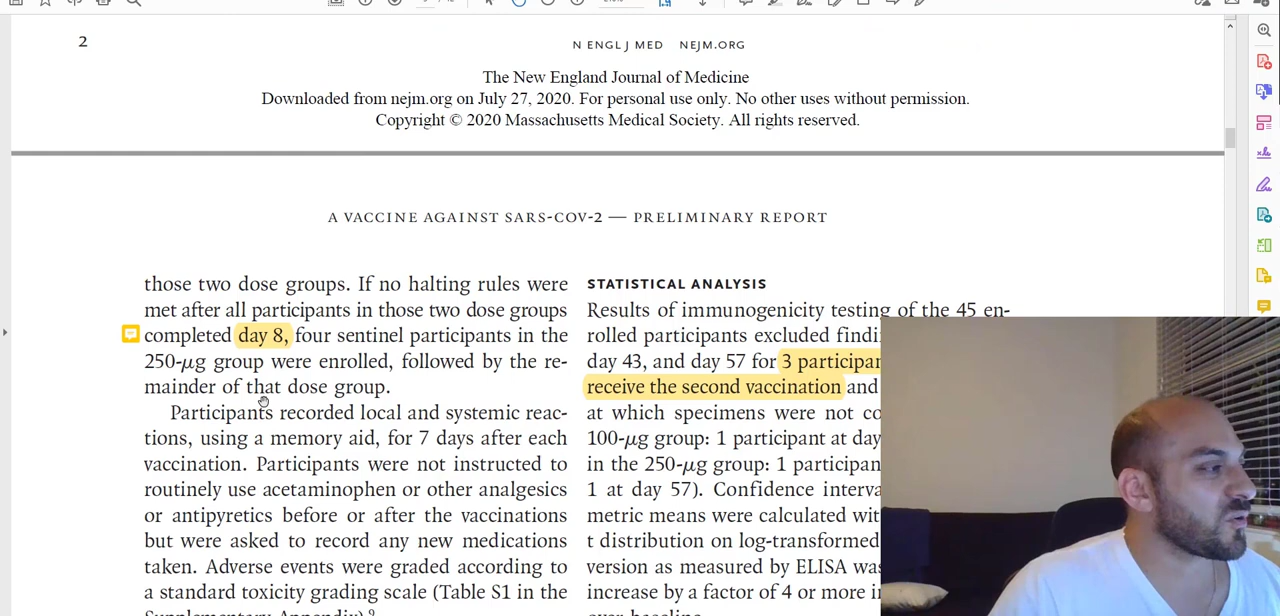 2
N ENGL J MED NEJM.ORG
The New England Journal of Medicine
Downloaded from nejm.org on July 27, 2020. For personal use only. No other uses without permission.
Copyright © 2020 Massachusetts Medical Society. All rights reserved.
A VACCINE AGAINST SARS-COV-2 — PRELIMINARY REPORT
those two dose groups. If no halting rules were
met after all participants in those two dose groups
completed day 8, four sentinel participants in the
250-μg group were enrolled, followed by the re-
mainder of that dose group.
Participants recorded local and systemic reac-
tions, using a memory aid, for 7 days after each
vaccination. Participants were not instructed to
routinely use acetaminophen or other analgesics
or antipyretics before or after the vaccinations
but were asked to record any new medications
taken. Adverse events were graded according to
a standard toxicity grading scale (Table S1 in the
Supplementary Appendix).9
STATISTICAL ANALYSIS
Results of immunogenicity testing of the 45 en-
rolled participants excluded
day 43, and day 57 for 3
receive the second vaccination and
at which specimens were not
100-μg group: 1 participant at day
in the 250-μg group: 1
1 at day 57). Confidence
metric means were calculated
t distribution on log-transformed
version as measured by ELISA
increase by a factor of 4 or more
over baseline.